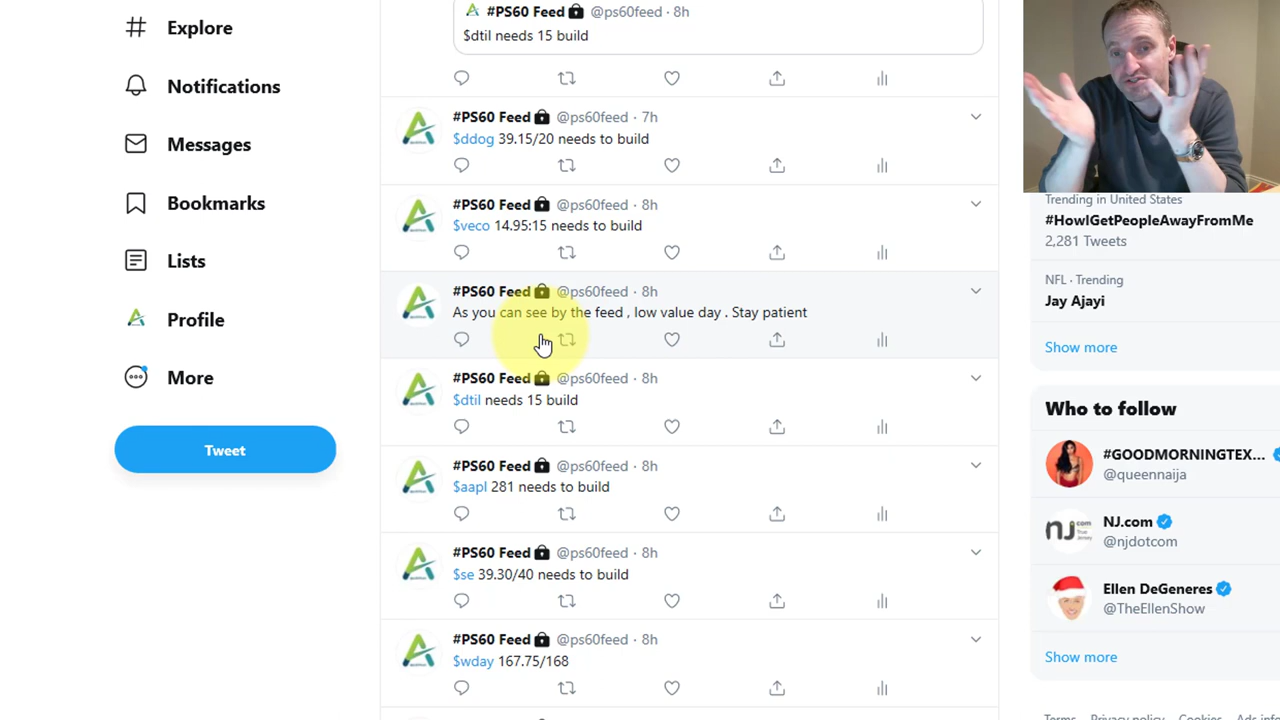 Explore
Notifications
Messages
Bookmarks
Lists
Profile
More
Tweet
#PS60 Feed @ps60feed · 8h
$dtil needs 15 build
#PS60 Feed @ps60feed · 7h
$ddog 39.15/20 needs to build
#PS60 Feed @ps60feed · 8h
$veco 14.95:15 needs to build
#PS60 Feed @ps60feed · 8h
As you can see by the feed , low value day . Stay patient
#PS60 Feed @ps60feed · 8h
$dtil needs 15 build
#PS60 Feed @ps60feed · 8h
$aapl 281 needs to build
#PS60 Feed @ps60feed · 8h
$se 39.30/40 needs to build
#PS60 Feed @ps60feed · 8h
$wday 167.75/168
Trending in United States
#HowIGetPeopleAwayFromMe
2,281 Tweets
NFL · Trending
Jay Ajayi
Show more
Who to follow
#GOODMORNINGTEX...
@queennaija
nj.com True Jersey
NJ.com
@njdotcom
Ellen DeGeneres
@TheEllenShow
Show more
Terms Privacy policy Cookies Ads info